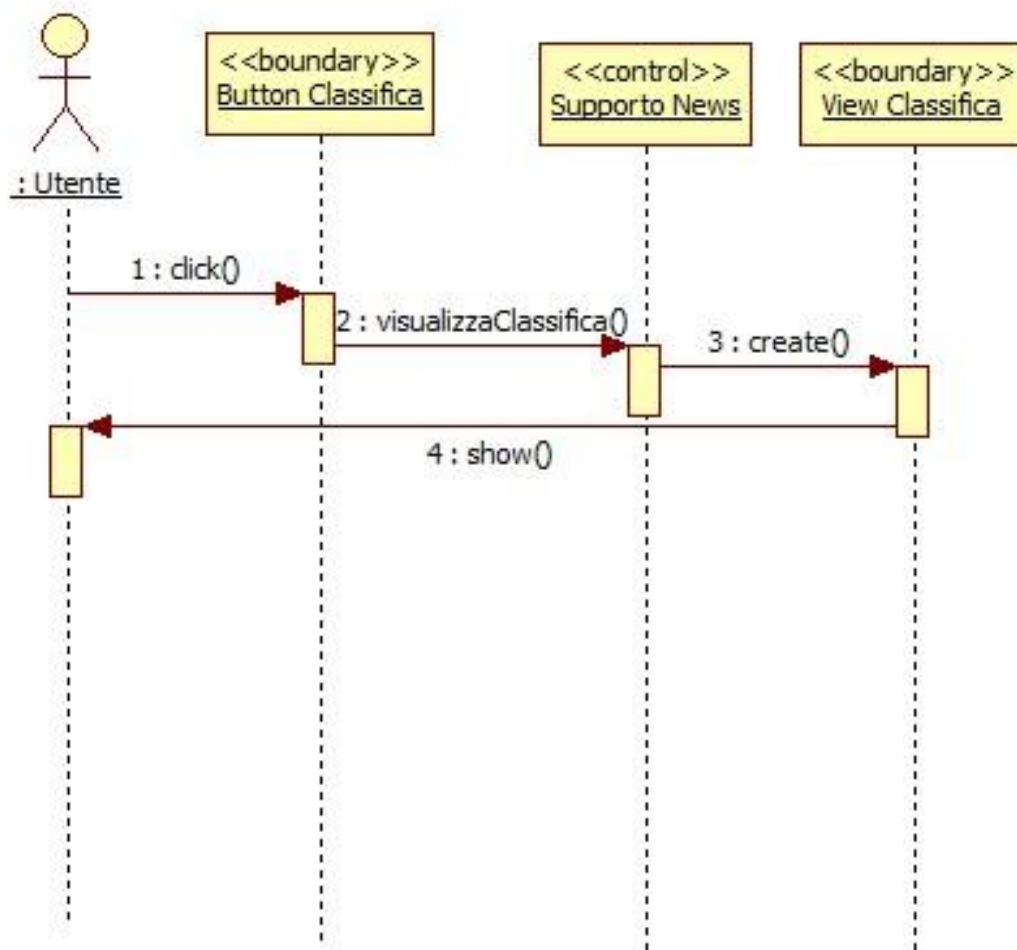 <<boundary>>
Button Classifica
<<control>>
Supporto News
<<boundary>>
View Classifica
: Utente
1 : click()
2 : visualizzaClassifica()
3 : create()
4 : show()